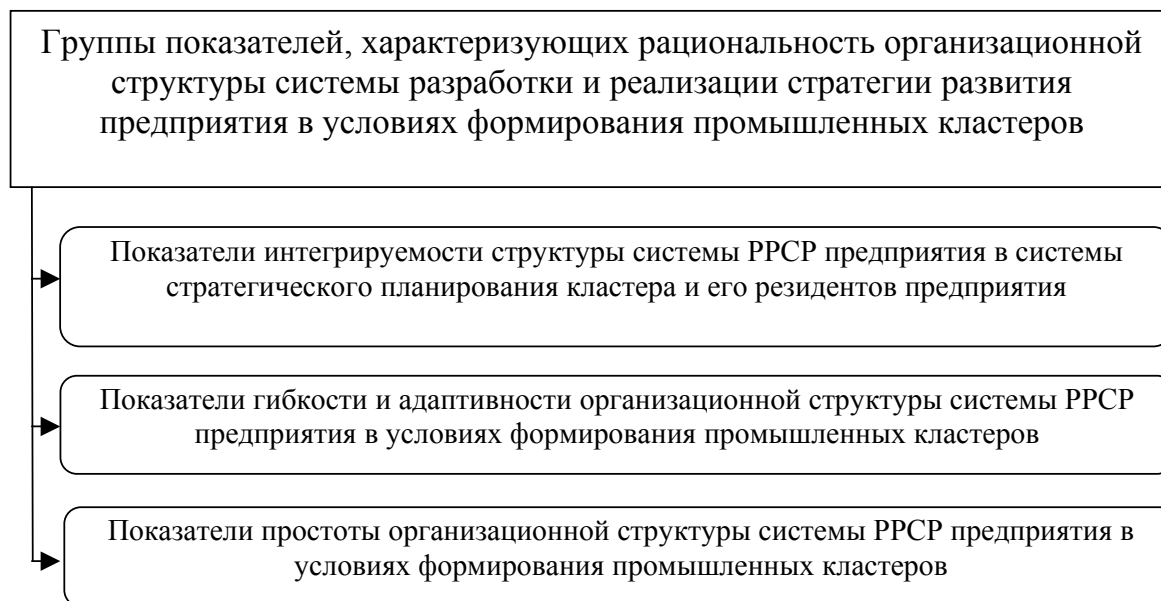 Группы показателей, характеризующих рациональность организационной
структуры системы разработки и реализации стратегии развития
предприятия в условиях формирования промышленных кластеров
Показатели интегрируемости структуры системы РРСР предприятия в системы
стратегического планирования кластера и его резидентов предприятия
Показатели гибкости и адаптивности организационной структуры системы РРСР
предприятия в условиях формирования промышленных кластеров
Показатели простоты организационной структуры системы РРСР предприятия в
условиях формирования промышленных кластеров